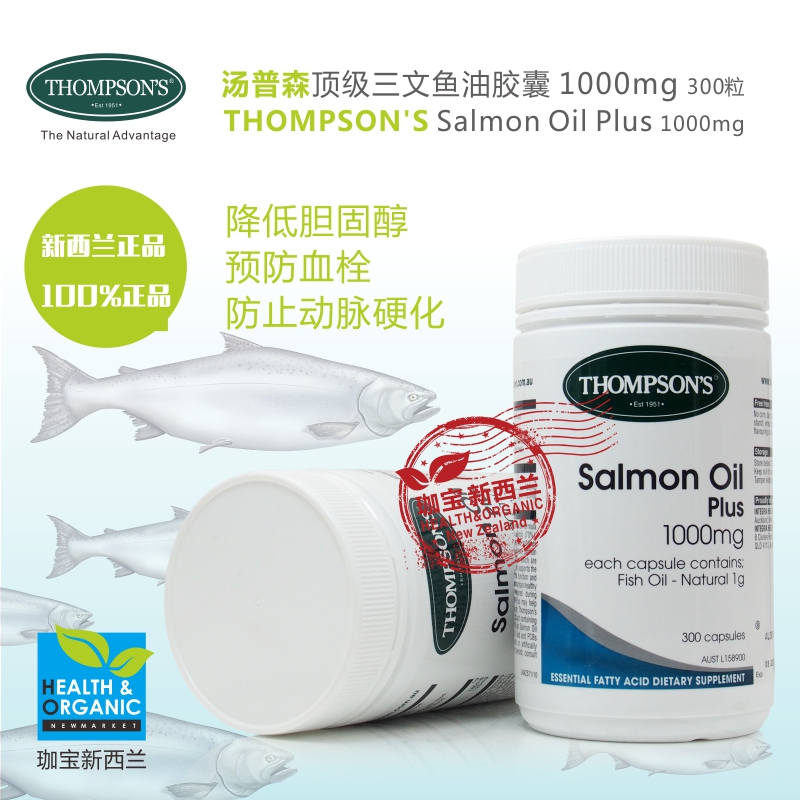 THOMPSON'S
Est 1951
The Natural Advantage
汤普森顶级三文鱼油胶囊 1000mg 300粒
THOMPSON'S Salmon Oil Plus 1000mg
新西兰正品
100%正品
降低胆固醇
预防血栓
防止动脉硬化
THOMPSON'S
Est 1951
Salmon Oil
Plus
1000mg
each capsule contains;
Fish Oil - Natural 1g
300 capsules
AUST L158900
ESSENTIAL FATTY ACID DIETARY SUPPLEMENT
Storage
THOMPSON'S
Salmon
珈宝新西兰
HEALTH&ORGANIC
New Zealand
HEALTH &
ORGANIC
NEWMARKET
珈宝新西兰